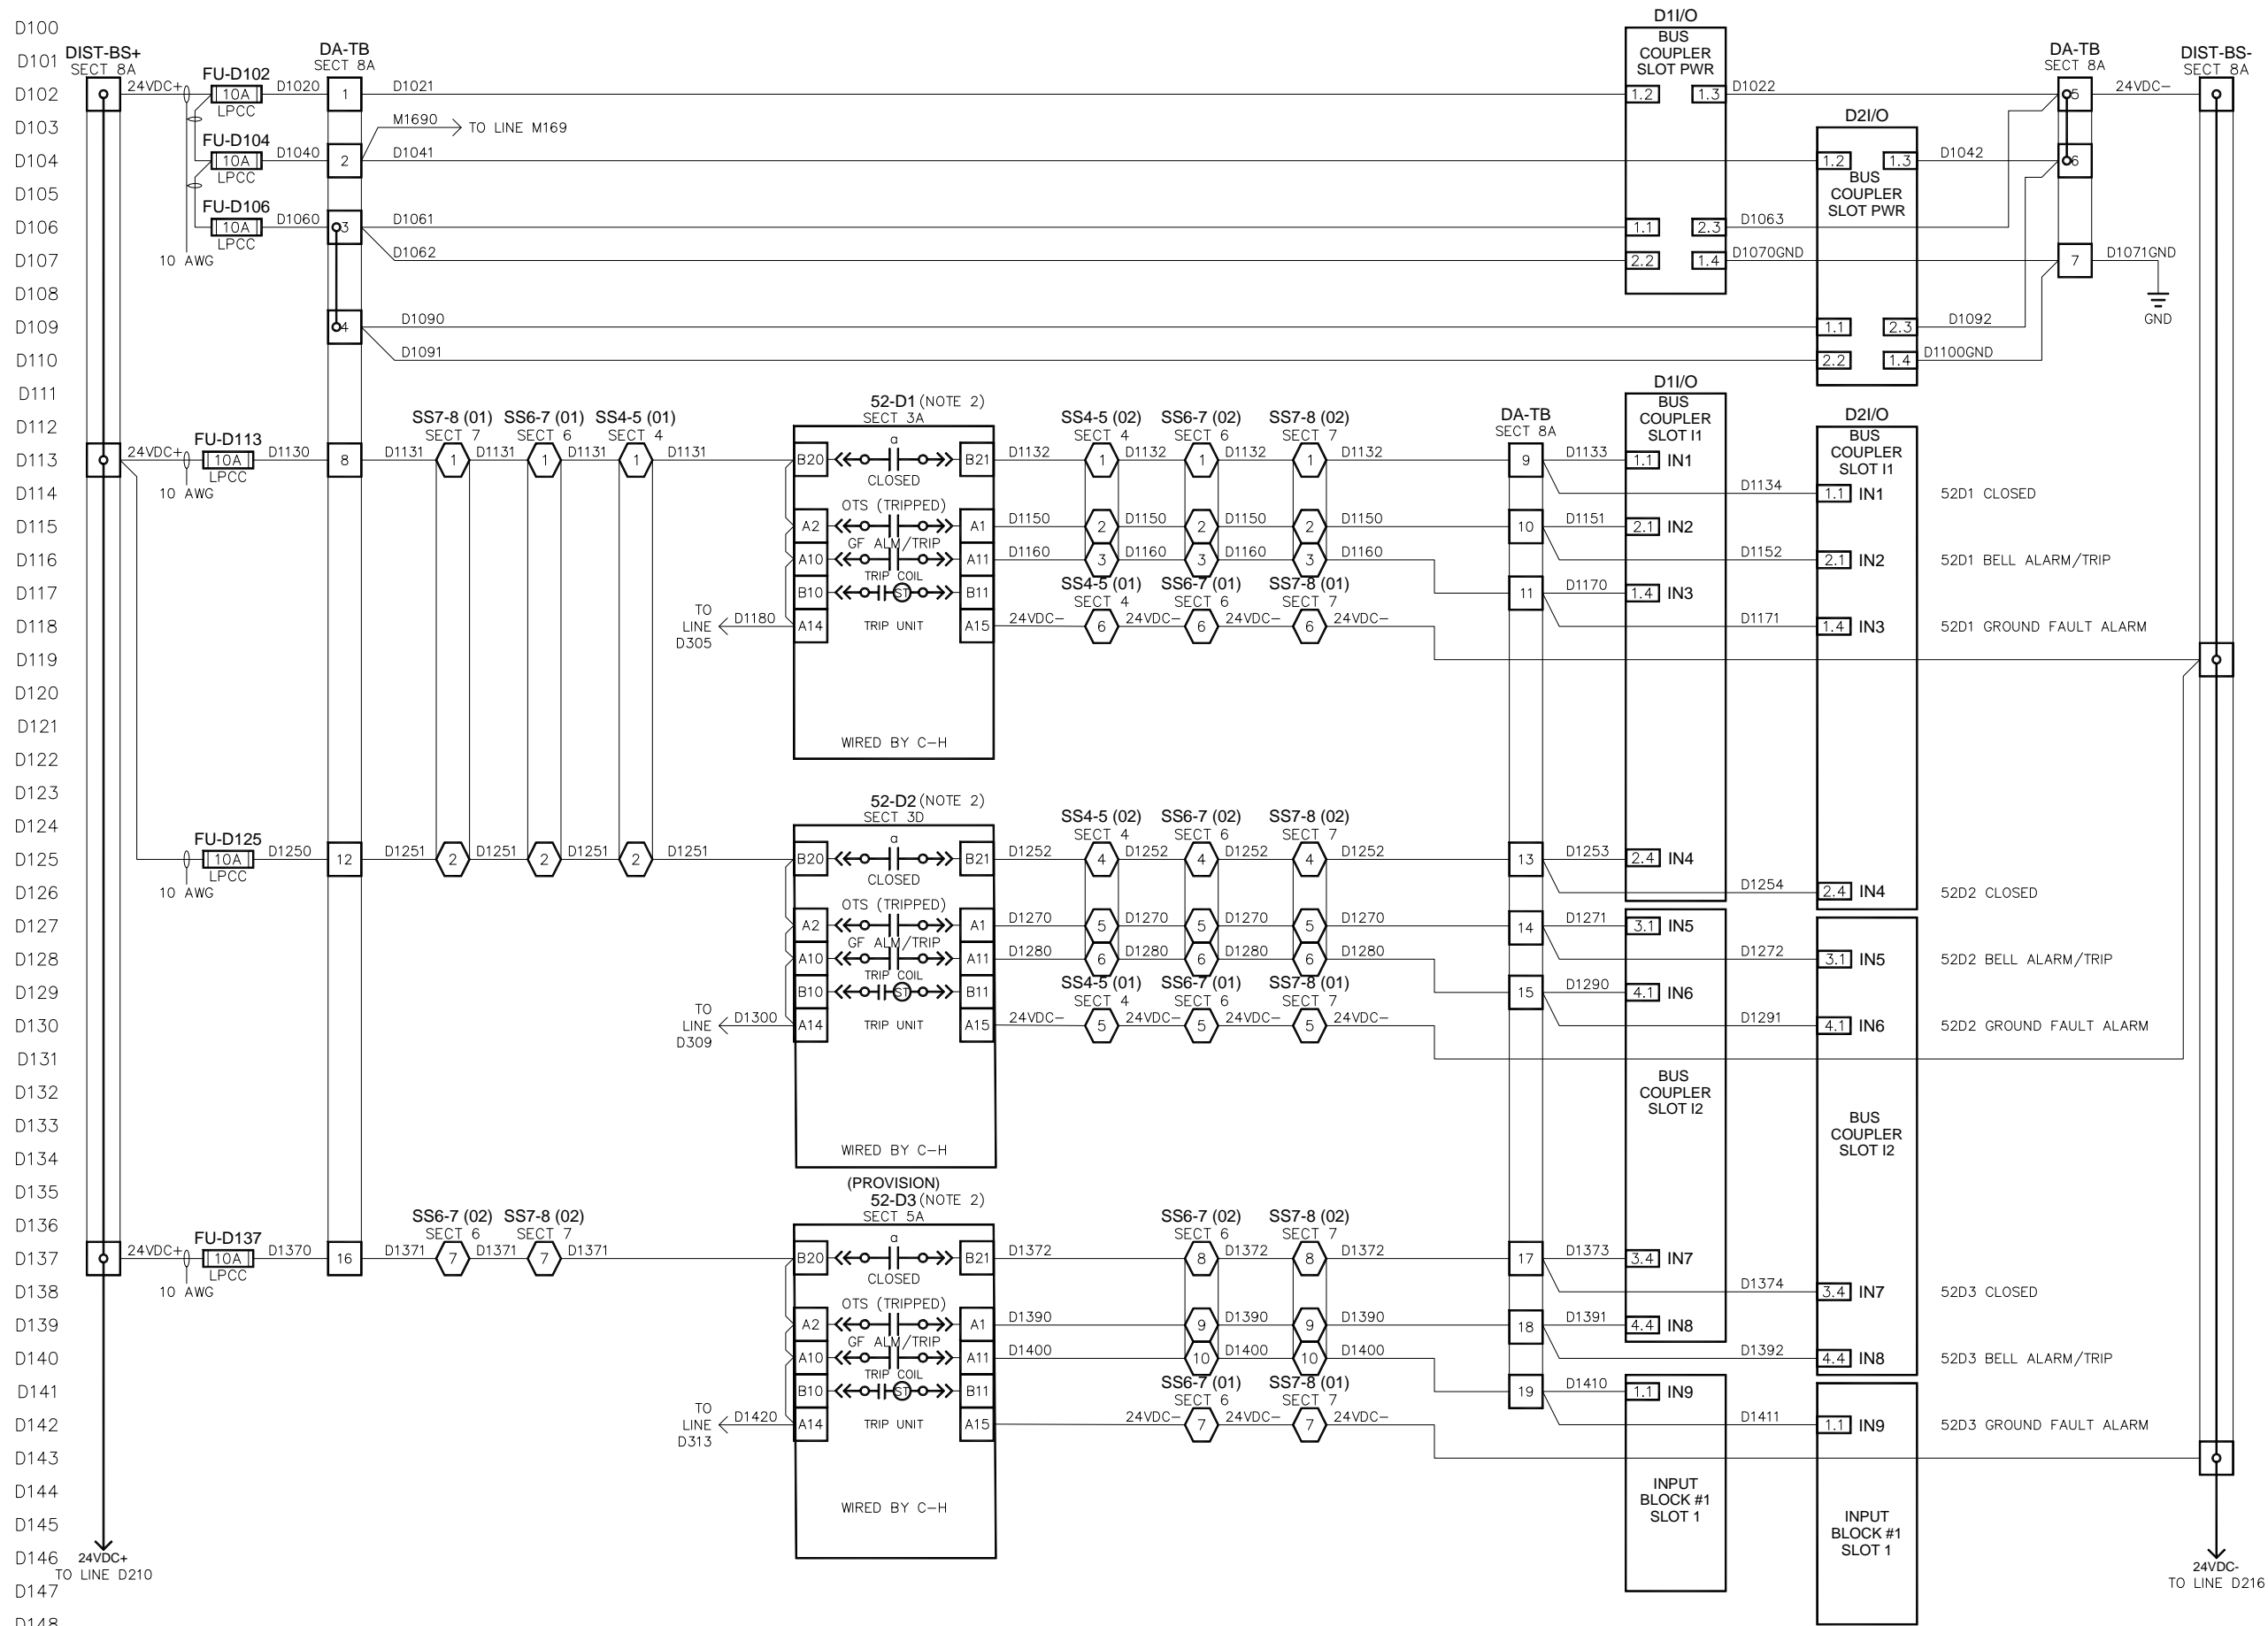 D100
D1I/O
BUS
COUPLER
SLOT PWR
D101
DIST-BS+
SECT 8A
DA-TB
SECT 8A
DA-TB
SECT 8A
DIST-BS-
SECT 8A
D102 24VDC+ FU-D102 10A LPCC D1020 1 D1021 1.2 1.3 D1022 5 24VDC-
D103 M1690 TO LINE M169
D2I/O
D104 FU-D104 10A LPCC D1040 2 D1041 1.2 1.3 D1042 6
BUS
COUPLER
SLOT PWR
D105
D106 FU-D106 10A LPCC D1060 3 D1061 1.1 2.3 D1063
D107 10 AWG D1062 2.2 1.4 D1070GND 7 D1071GND
D108
GND
D109 4 D1090 1.1 2.3 D1092
D110 D1091 2.2 1.4 D1100GND
D111
D1I/O
BUS
COUPLER
SLOT I1
D112
SS7-8 (01)
SECT 7
SS6-7 (01)
SECT 6
SS4-5 (01)
SECT 4
52-D1 (NOTE 2)
SECT 3A
SS4-5 (02)
SECT 4
SS6-7 (02)
SECT 6
SS7-8 (02)
SECT 7
DA-TB
SECT 8A
D2I/O
BUS
COUPLER
SLOT I1
D113 24VDC+ FU-D113 10A LPCC D1130 8 D1131 1 D1131 1 D1131 1 D1131 B20 a CLOSED B21 D1132 1 D1132 1 D1132 1 D1132 9 D1133 1.1 IN1
D114 10 AWG D1134 1.1 IN1 52D1 CLOSED
OTS (TRIPPED)
D115 A2 A1 D1150 2 D1150 2 D1150 2 D1150 10 D1151 2.1 IN2
GF ALM/TRIP
D116 A10 A11 D1160 3 D1160 3 D1160 3 D1160 D1152 2.1 IN2 52D1 BELL ALARM/TRIP
TRIP COIL
SS4-5 (01)
SECT 4
SS6-7 (01)
SECT 6
SS7-8 (01)
SECT 7
D117 B10 ST B11 11 D1170 1.4 IN3
D118 TO LINE D305 D1180 A14 TRIP UNIT A15 24VDC- 6 24VDC- 6 24VDC- 6 24VDC- D1171 1.4 IN3 52D1 GROUND FAULT ALARM
D119
D120
D121
D122 WIRED BY C-H
D123
D124
52-D2 (NOTE 2)
SECT 3D
SS4-5 (02)
SECT 4
SS6-7 (02)
SECT 6
SS7-8 (02)
SECT 7
D125 FU-D125 10A LPCC D1250 12 D1251 2 D1251 2 D1251 2 D1251 B20 a CLOSED B21 D1252 4 D1252 4 D1252 4 D1252 13 D1253 2.4 IN4
D126 10 AWG D1254 2.4 IN4 52D2 CLOSED
OTS (TRIPPED)
D127 A2 A1 D1270 5 D1270 5 D1270 5 D1270 14 D1271 3.1 IN5
GF ALM/TRIP
D128 A10 A11 D1280 6 D1280 6 D1280 6 D1280 D1272 3.1 IN5 52D2 BELL ALARM/TRIP
TRIP COIL
SS4-5 (01)
SECT 4
SS6-7 (01)
SECT 6
SS7-8 (01)
SECT 7
D129 B10 ST B11 15 D1290 4.1 IN6
D130 TO LINE D309 D1300 A14 TRIP UNIT A15 24VDC- 5 24VDC- 5 24VDC- 5 24VDC- D1291 4.1 IN6 52D2 GROUND FAULT ALARM
D131
D132
BUS
COUPLER
SLOT I2
D133
BUS
COUPLER
SLOT I2
D134 WIRED BY C-H
D135
(PROVISION)
52-D3 (NOTE 2)
SECT 5A
D136
SS6-7 (02)
SECT 6
SS7-8 (02)
SECT 7
SS6-7 (02)
SECT 6
SS7-8 (02)
SECT 7
D137 24VDC+ FU-D137 10A LPCC D1370 16 D1371 7 D1371 7 D1371 B20 a CLOSED B21 D1372 8 D1372 8 D1372 17 D1373 3.4 IN7
D138 10 AWG D1374 3.4 IN7 52D3 CLOSED
OTS (TRIPPED)
D139 A2 A1 D1390 9 D1390 9 D1390 18 D1391 4.4 IN8
GF ALM/TRIP
D140 A10 A11 D1400 10 D1400 10 D1400 D1392 4.4 IN8 52D3 BELL ALARM/TRIP
TRIP COIL
SS6-7 (01)
SECT 6
SS7-8 (01)
SECT 7
D141 B10 ST B11 19 D1410 1.1 IN9
D142 TO LINE D313 D1420 A14 TRIP UNIT A15 24VDC- 7 24VDC- 7 24VDC- D1411 1.1 IN9 52D3 GROUND FAULT ALARM
D143
D144
INPUT
BLOCK #1
SLOT 1
WIRED BY C-H
D145
INPUT
BLOCK #1
SLOT 1
D146 24VDC+
TO LINE D210
24VDC-
TO LINE D216
D147
D148